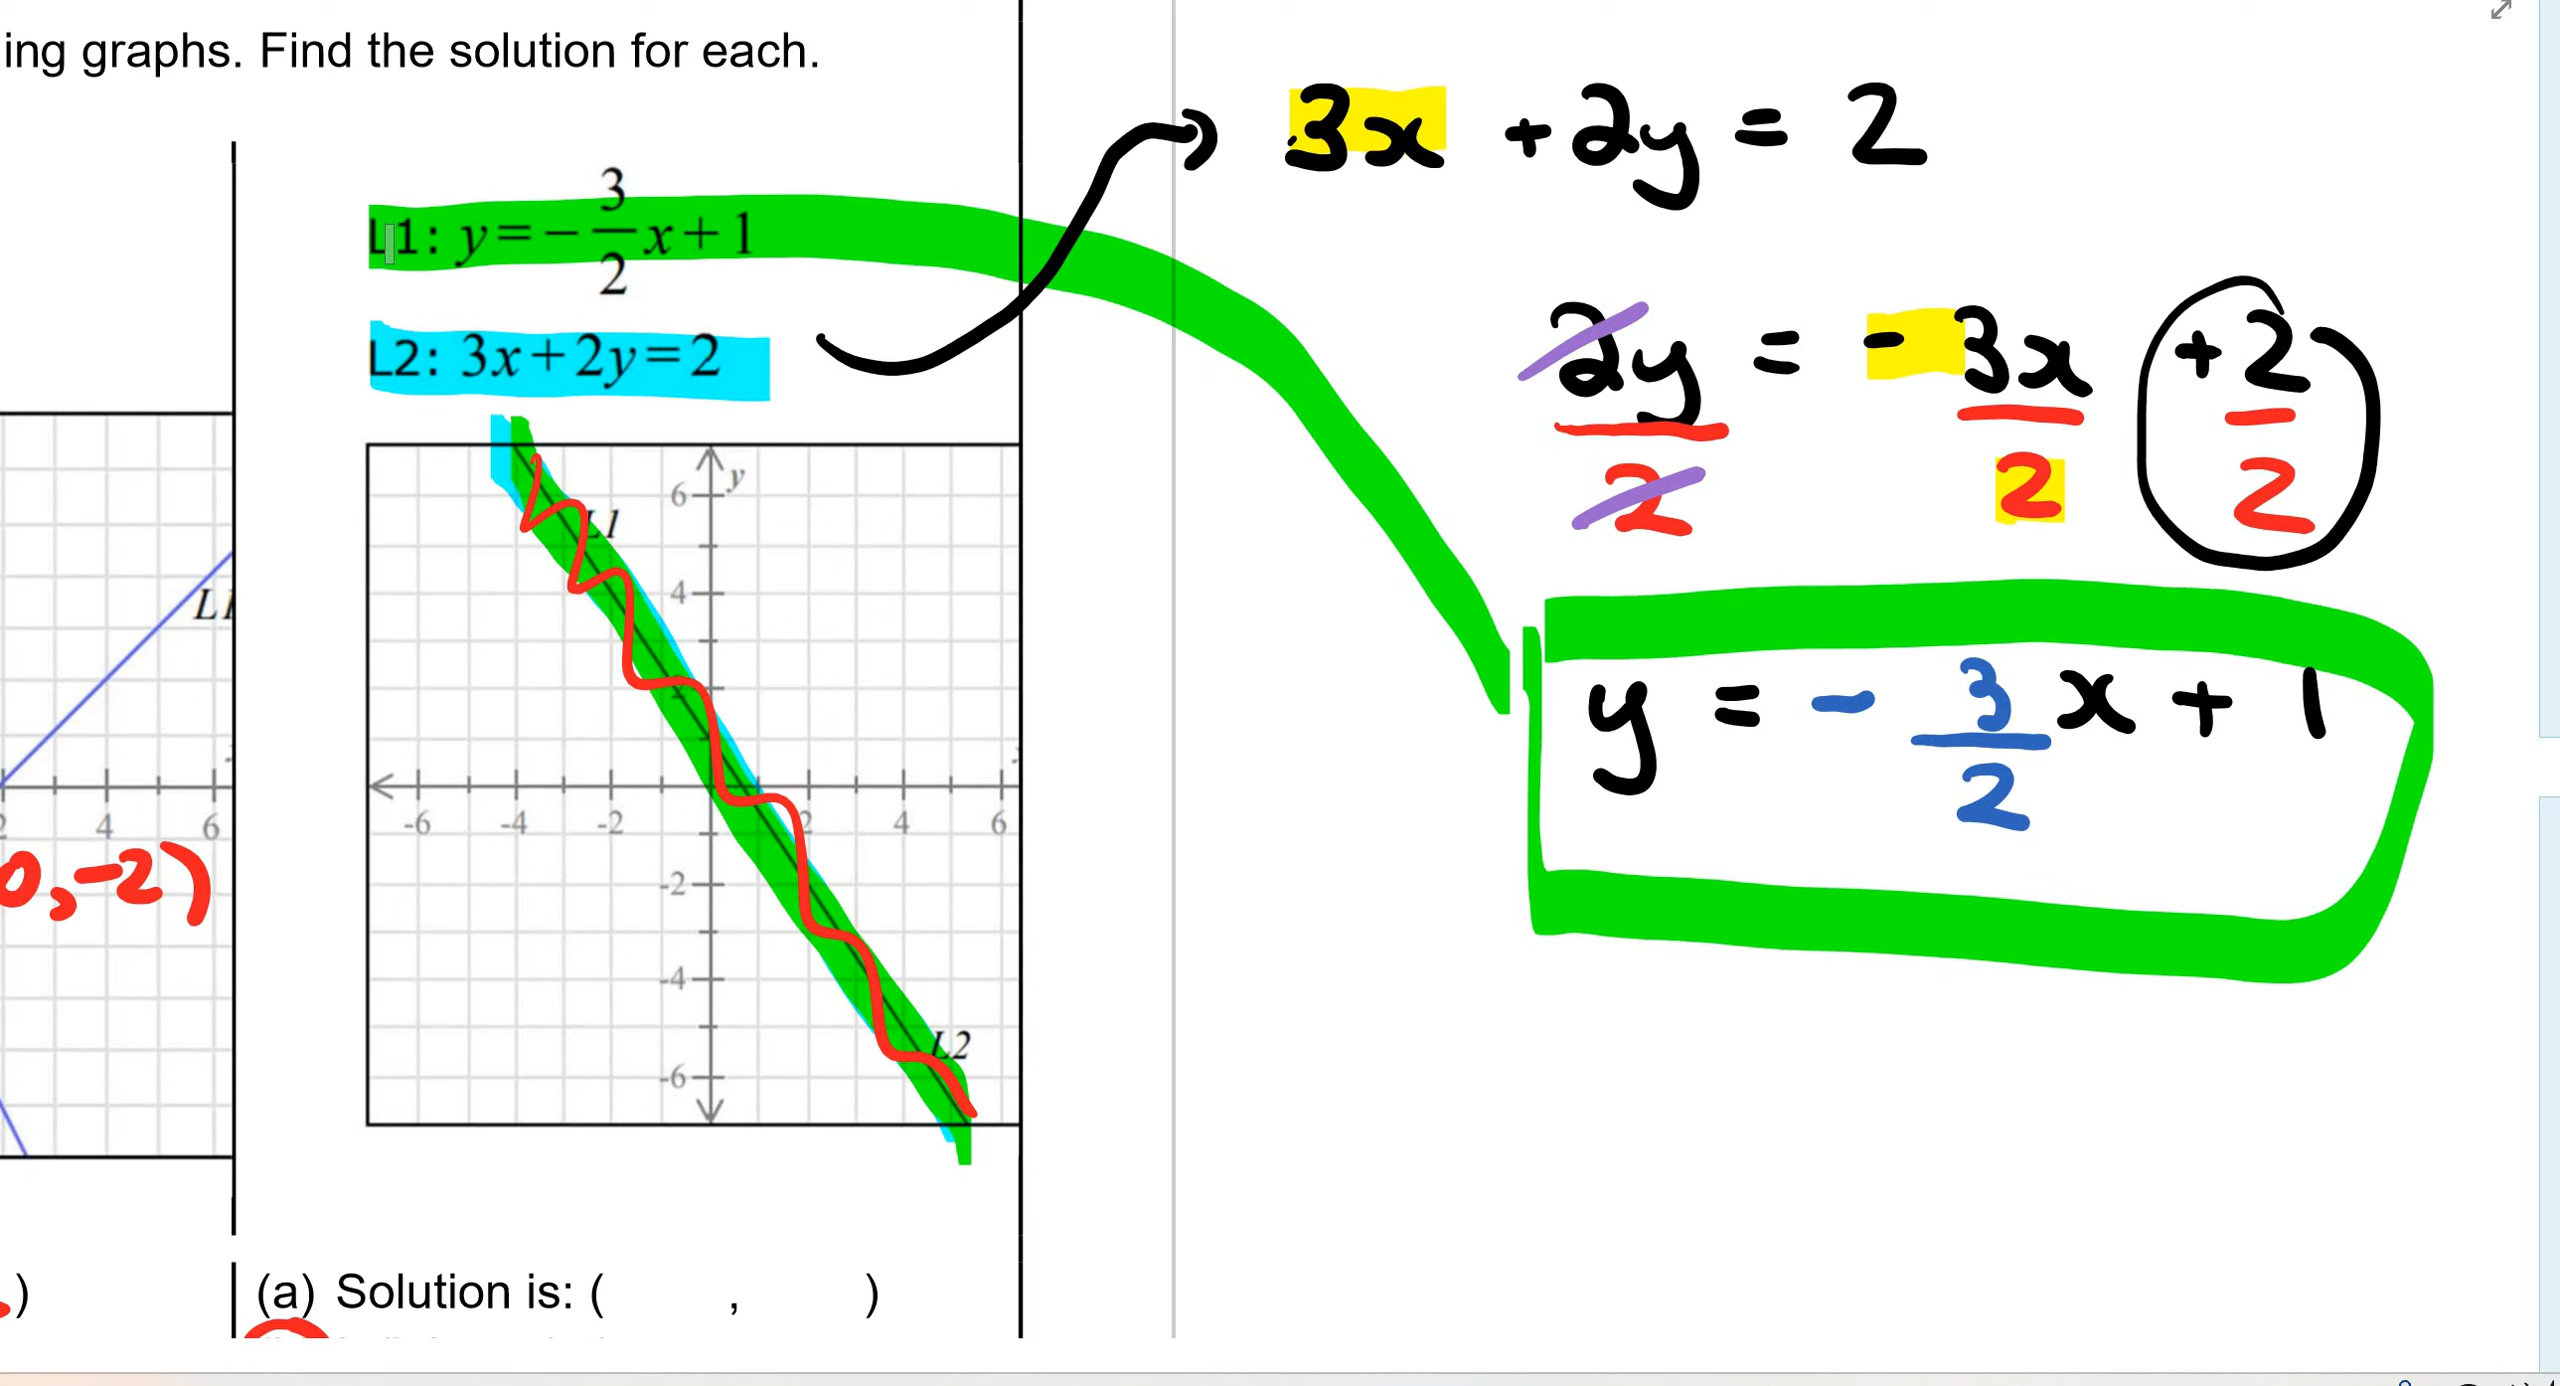 ing graphs. Find the solution for each.
3x + 2y = 2
L1: y = -3/2 x + 1
L2: 3x + 2y = 2
2y/2 = -3x/2 +2/2
y = - 3/2 x + 1
y
6
L1
4
-6 -4 -2 2 4 6
-2
-4
L2
-6
L1
4 6
0, -2)
)
(a) Solution is: ( , )